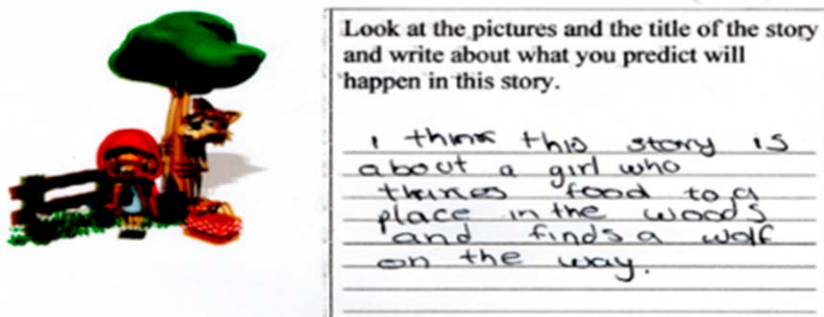 Look at the pictures and the title of the story
and write about what you predict will
happen in this story.
I think this story is
about a girl who
food to a
place in the woods
and finds a wolf
on the way.